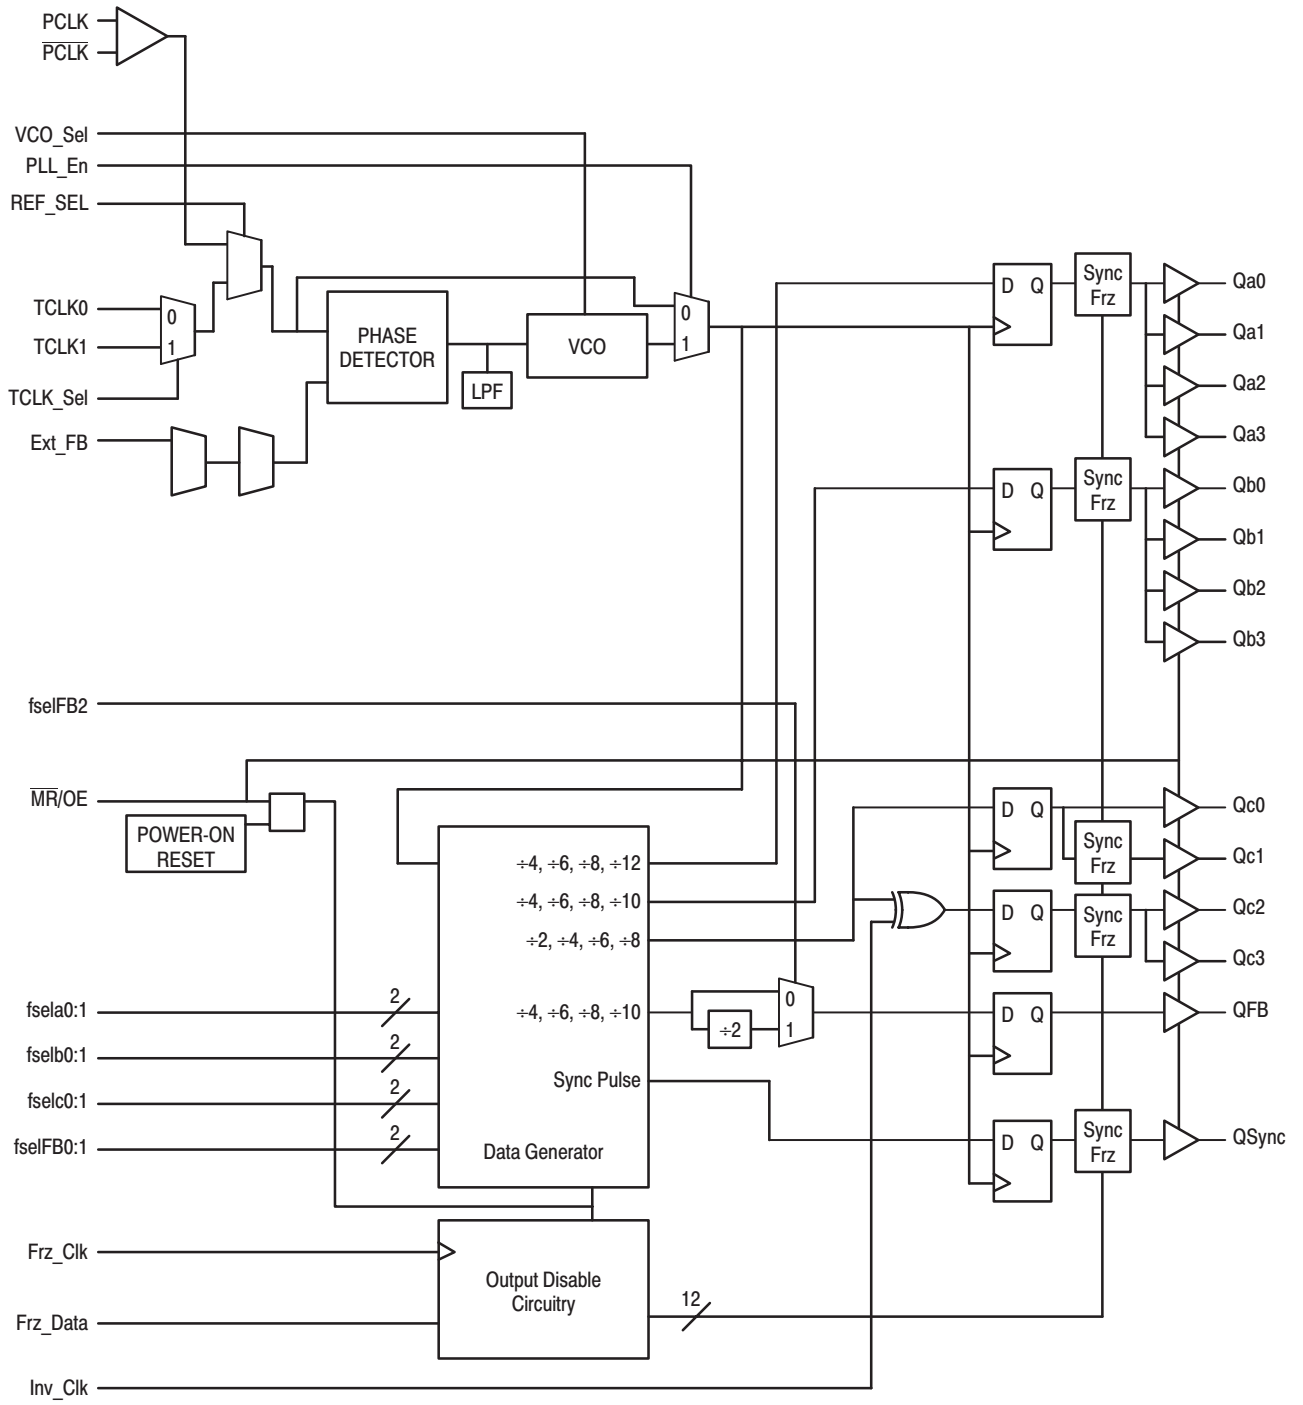 PCLK
PCLK
VCO_Sel
PLL_En
REF_SEL
TCLK0
TCLK1
TCLK_Sel
Ext_FB
0
1
PHASE
DETECTOR
LPF
VCO
0
1
D Q
Sync
Frz
Qa0
Qa1
Qa2
Qa3
D Q
Sync
Frz
Qb0
Qb1
Qb2
Qb3
fselFB2
MR/OE
POWER-ON
RESET
÷4, ÷6, ÷8, ÷12
÷4, ÷6, ÷8, ÷10
÷2, ÷4, ÷6, ÷8
÷4, ÷6, ÷8, ÷10
Sync Pulse
Data Generator
fsela0:1
2
fselb0:1
2
fselc0:1
2
fselFB0:1
2
÷2
0
1
D Q
Sync
Frz
Qc0
Qc1
D Q
Sync
Frz
Qc2
Qc3
D Q
QFB
D Q
Sync
Frz
QSync
Frz_Clk
Frz_Data
Output Disable
Circuitry
12
Inv_Clk